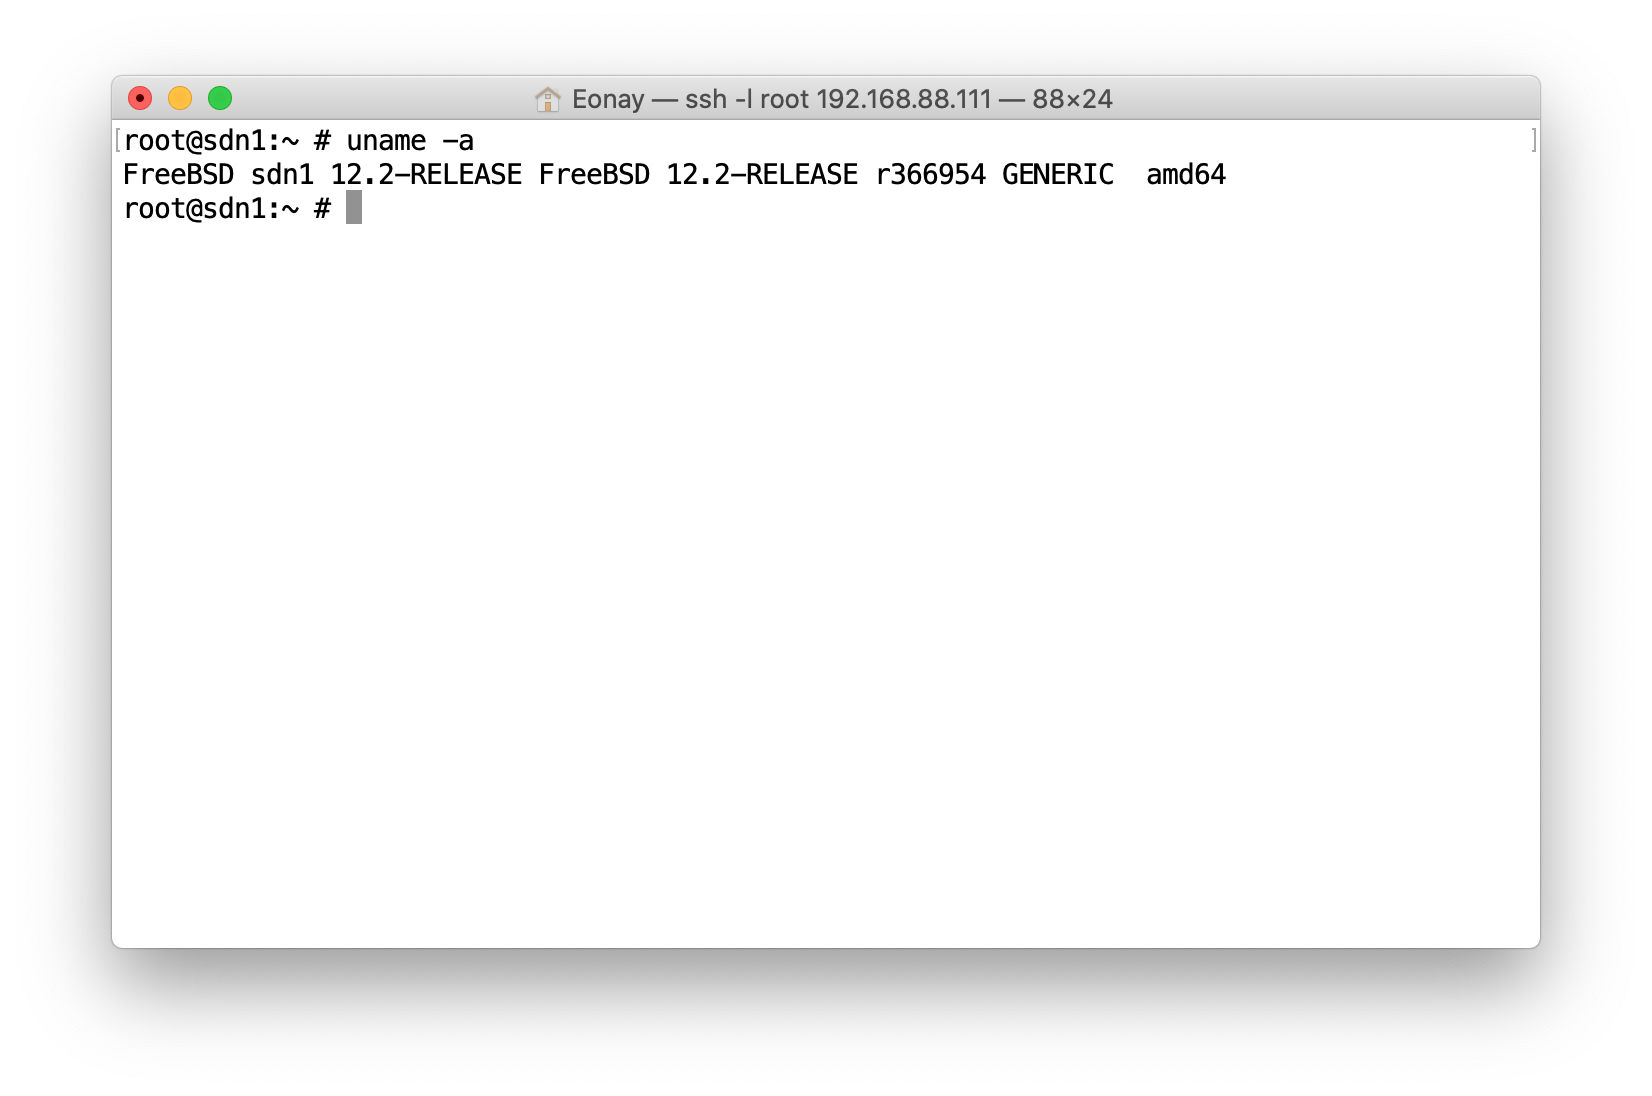 Eonay — ssh -l root 192.168.88.111 — 88×24
[root@sdn1:~ # uname -a ]
FreeBSD sdn1 12.2-RELEASE FreeBSD 12.2-RELEASE r366954 GENERIC  amd64
root@sdn1:~ #